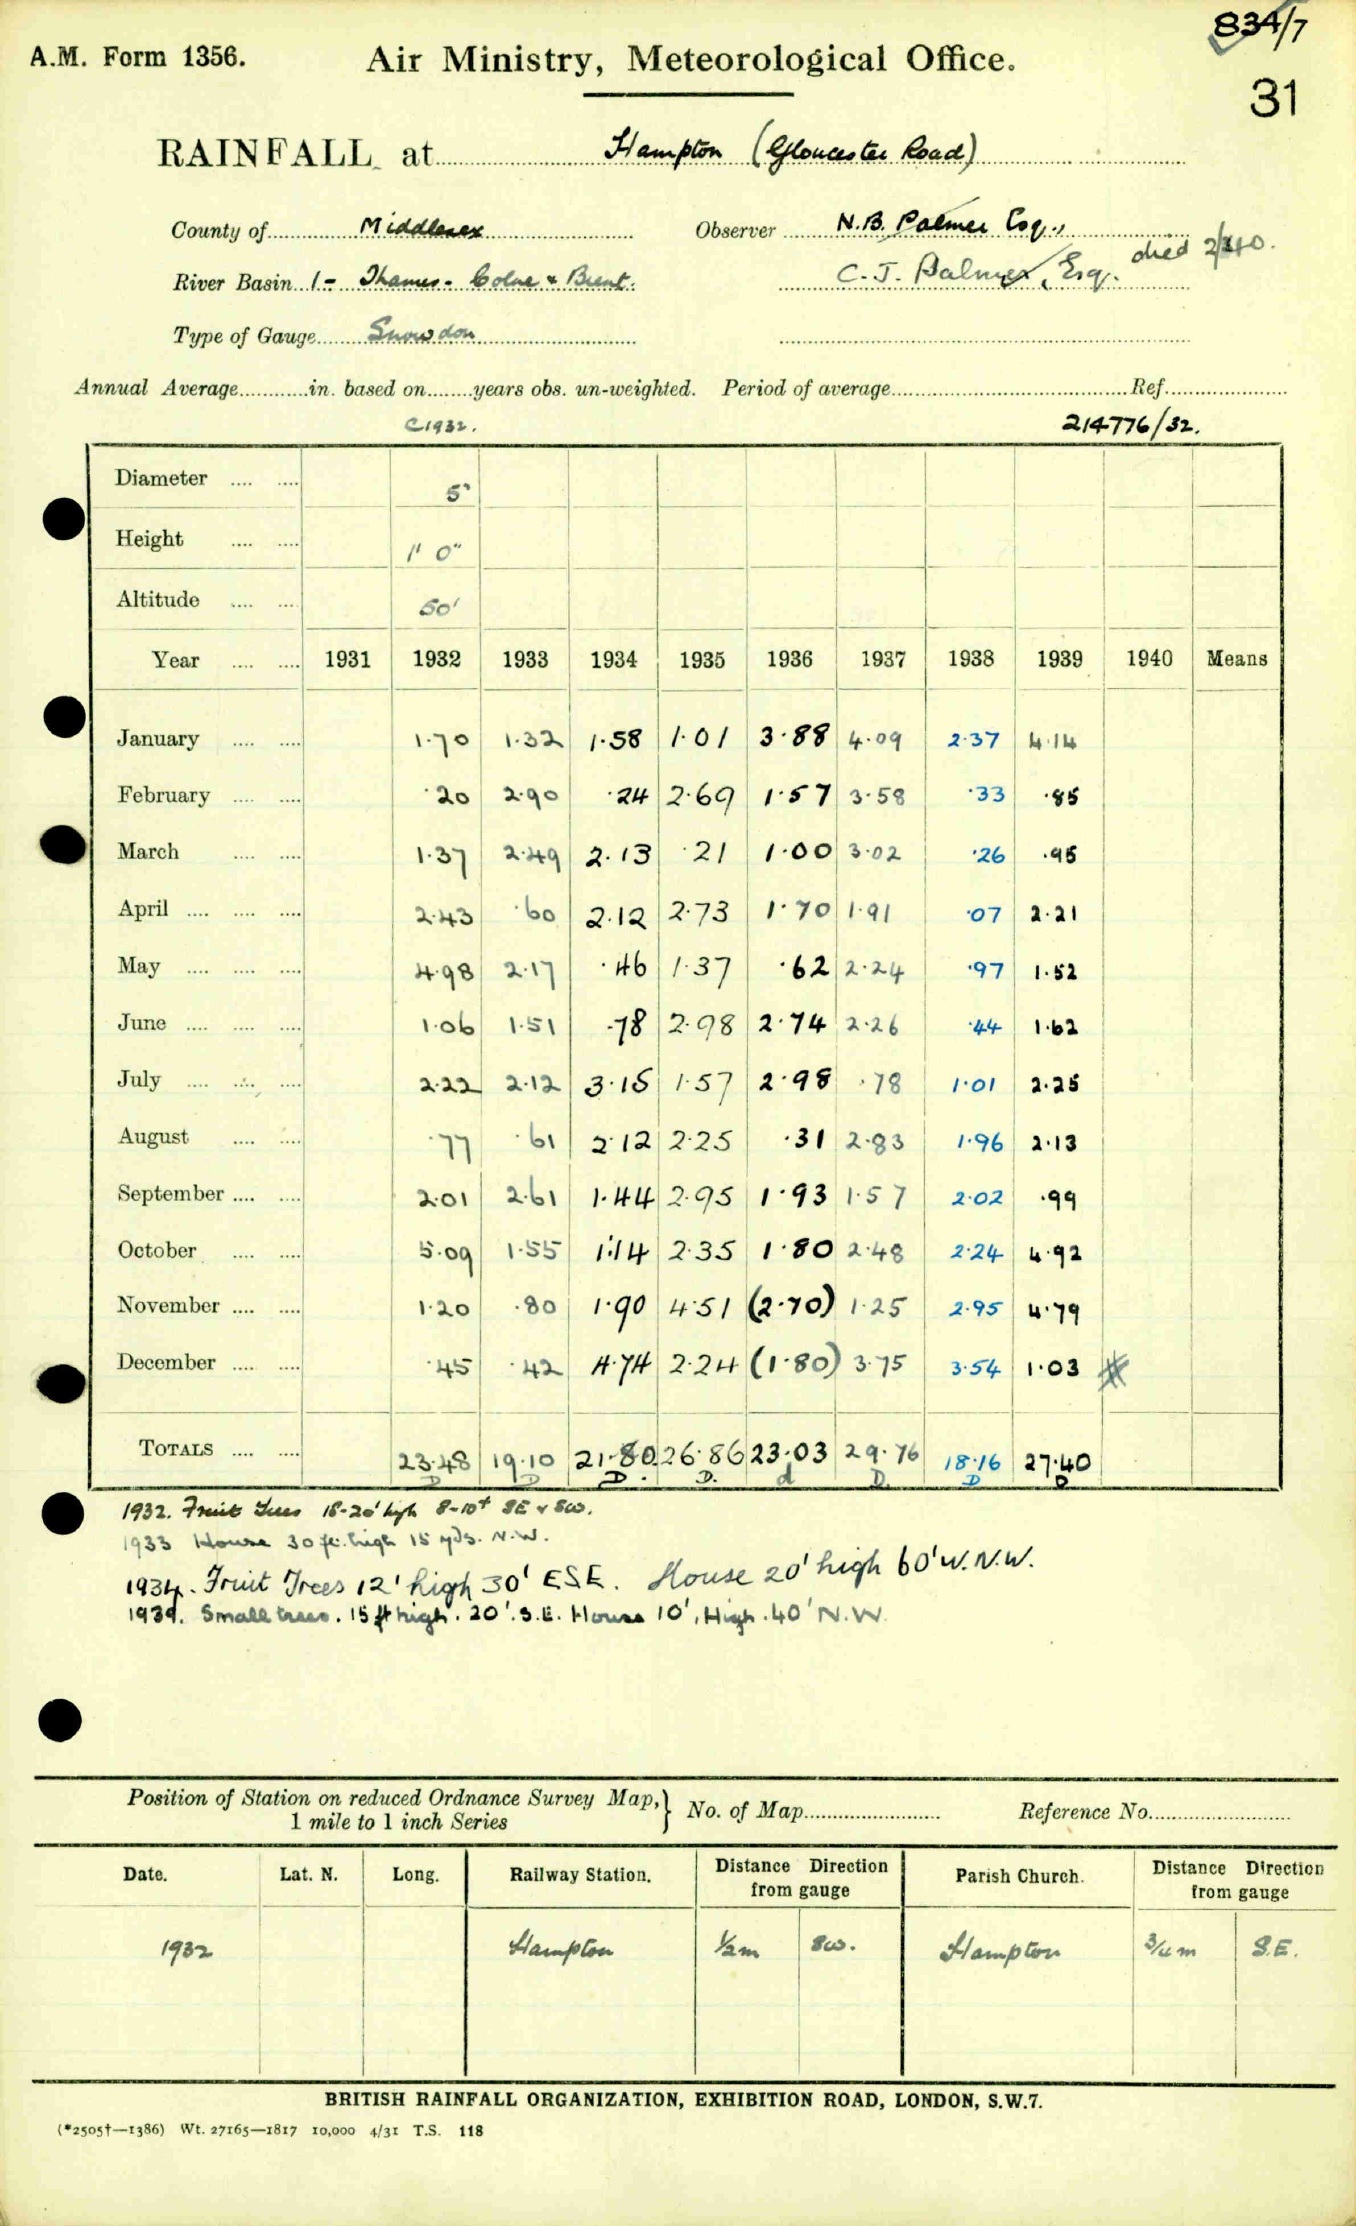 834/7
A.M. Form 1356. Air Ministry, Meteorological Office.
31
RAINFALL at Hampton (Gloucester Road)
County of Middlesex Observer N.B. Palmer Esq.,
River Basin 1- Thames- Colne & Brent. C. J. Palmer, Esq. died 2/3/40.
Type of Gauge Snowdon
Annual Average in. based on years obs. un-weighted. Period of average Ref.
C1932. 214776/32.
Diameter 5"
Height 1' 0"
Altitude 50'
Year 1931 1932 1933 1934 1935 1936 1937 1938 1939 1940 Means
January 1.70 1.32 1.58 1.01 3.88 4.09 2.37 4.14
February .20 2.90 .24 2.69 1.57 3.58 .33 .85
March 1.37 2.49 2.13 .21 1.00 3.02 .26 .95
April 2.43 .60 2.12 2.73 1.70 1.91 .07 2.21
May 4.98 2.17 .46 1.37 .62 2.24 .97 1.52
June 1.06 1.51 .78 2.98 2.74 2.26 .44 1.62
July 2.22 2.12 3.15 1.57 2.98 .78 1.01 2.25
August .77 .61 2.12 2.25 .31 2.83 1.96 2.13
September 2.01 2.61 1.44 2.95 1.93 1.57 2.02 .99
October 5.09 1.55 1.14 2.35 1.80 2.48 2.24 4.92
November 1.20 .80 1.90 4.51 (2.70) 1.25 2.95 4.79
December .45 .42 4.74 2.24 (1.80) 3.75 3.54 1.03
TOTALS 23.48 19.10 21.80 26.86 23.03 29.76 18.16 27.40
D D D. D. d D D D
1932. Fruit Trees 18-20' high 8-10ft SE & SW.
1933 House 30 ft. high 15 yds. N.W.
1934. Fruit Trees 12' high 30' ESE. House 20' high 60' W.N.W.
1939. Small trees. 15 ft high. 20'. S.E. House 10', High. 40' N.W.
Position of Station on reduced Ordnance Survey Map,} No. of Map Reference No.
1 mile to 1 inch Series
Date. Lat. N. Long. Railway Station. Distance Direction from gauge Parish Church. Distance Direction from gauge
1932 Hampton ½m SW. Hampton ¾m S.E.
BRITISH RAINFALL ORGANIZATION, EXHIBITION ROAD, LONDON, S.W.7.
(*2505†—1386) Wt. 27165—1817 10,000 4/31 T.S. 118